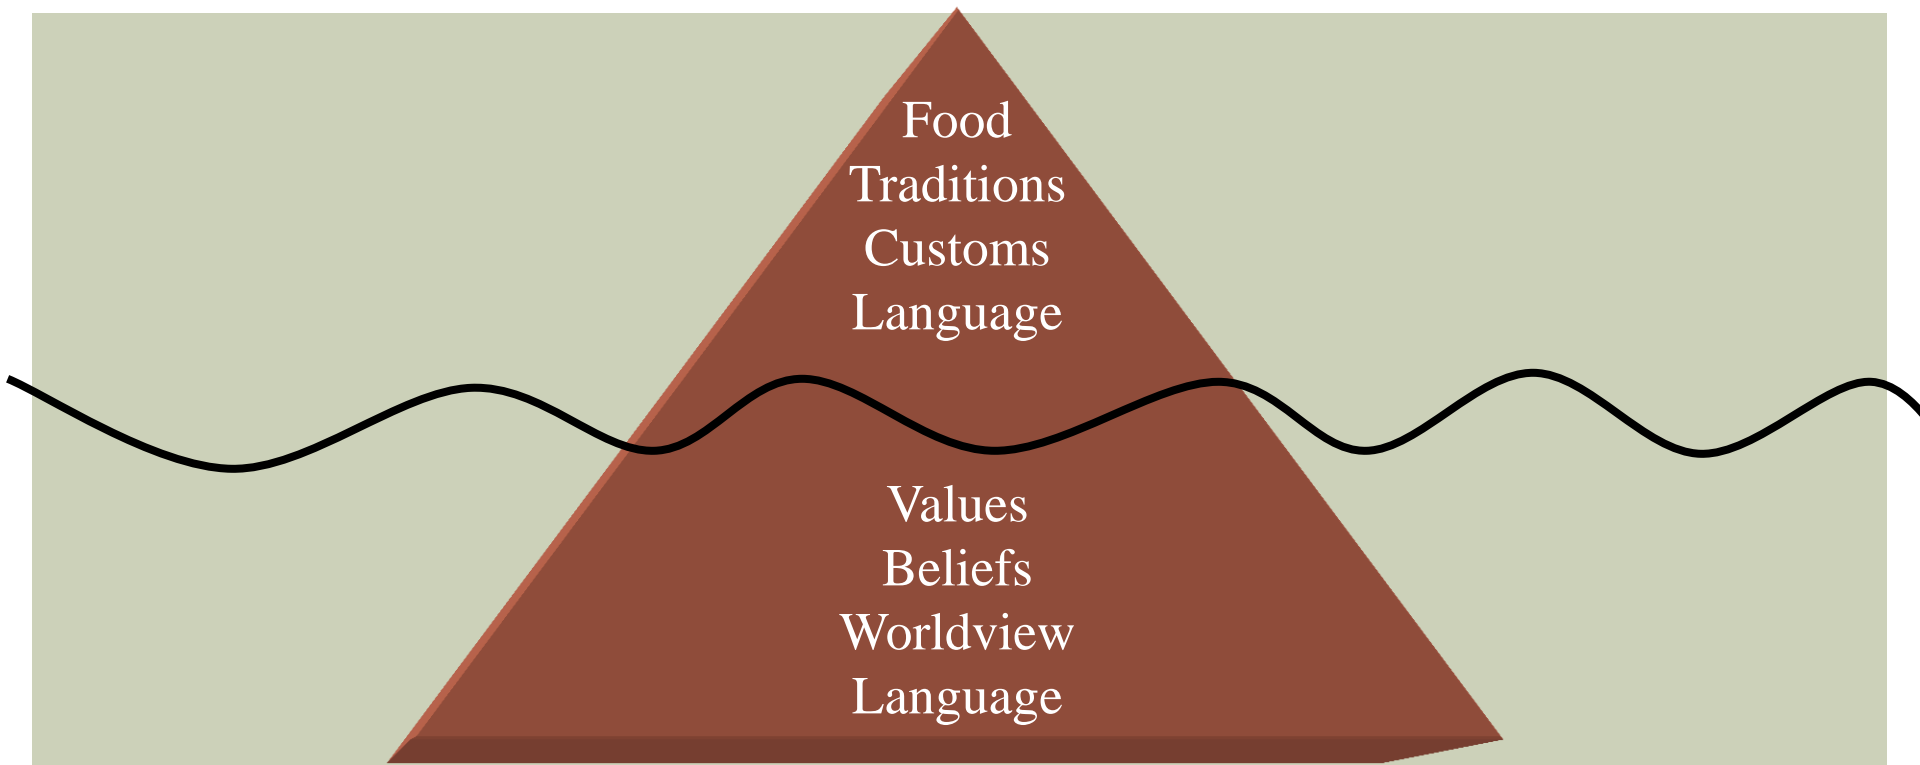 Food
Traditions
Customs
Language
Values
Beliefs
Worldview
Language